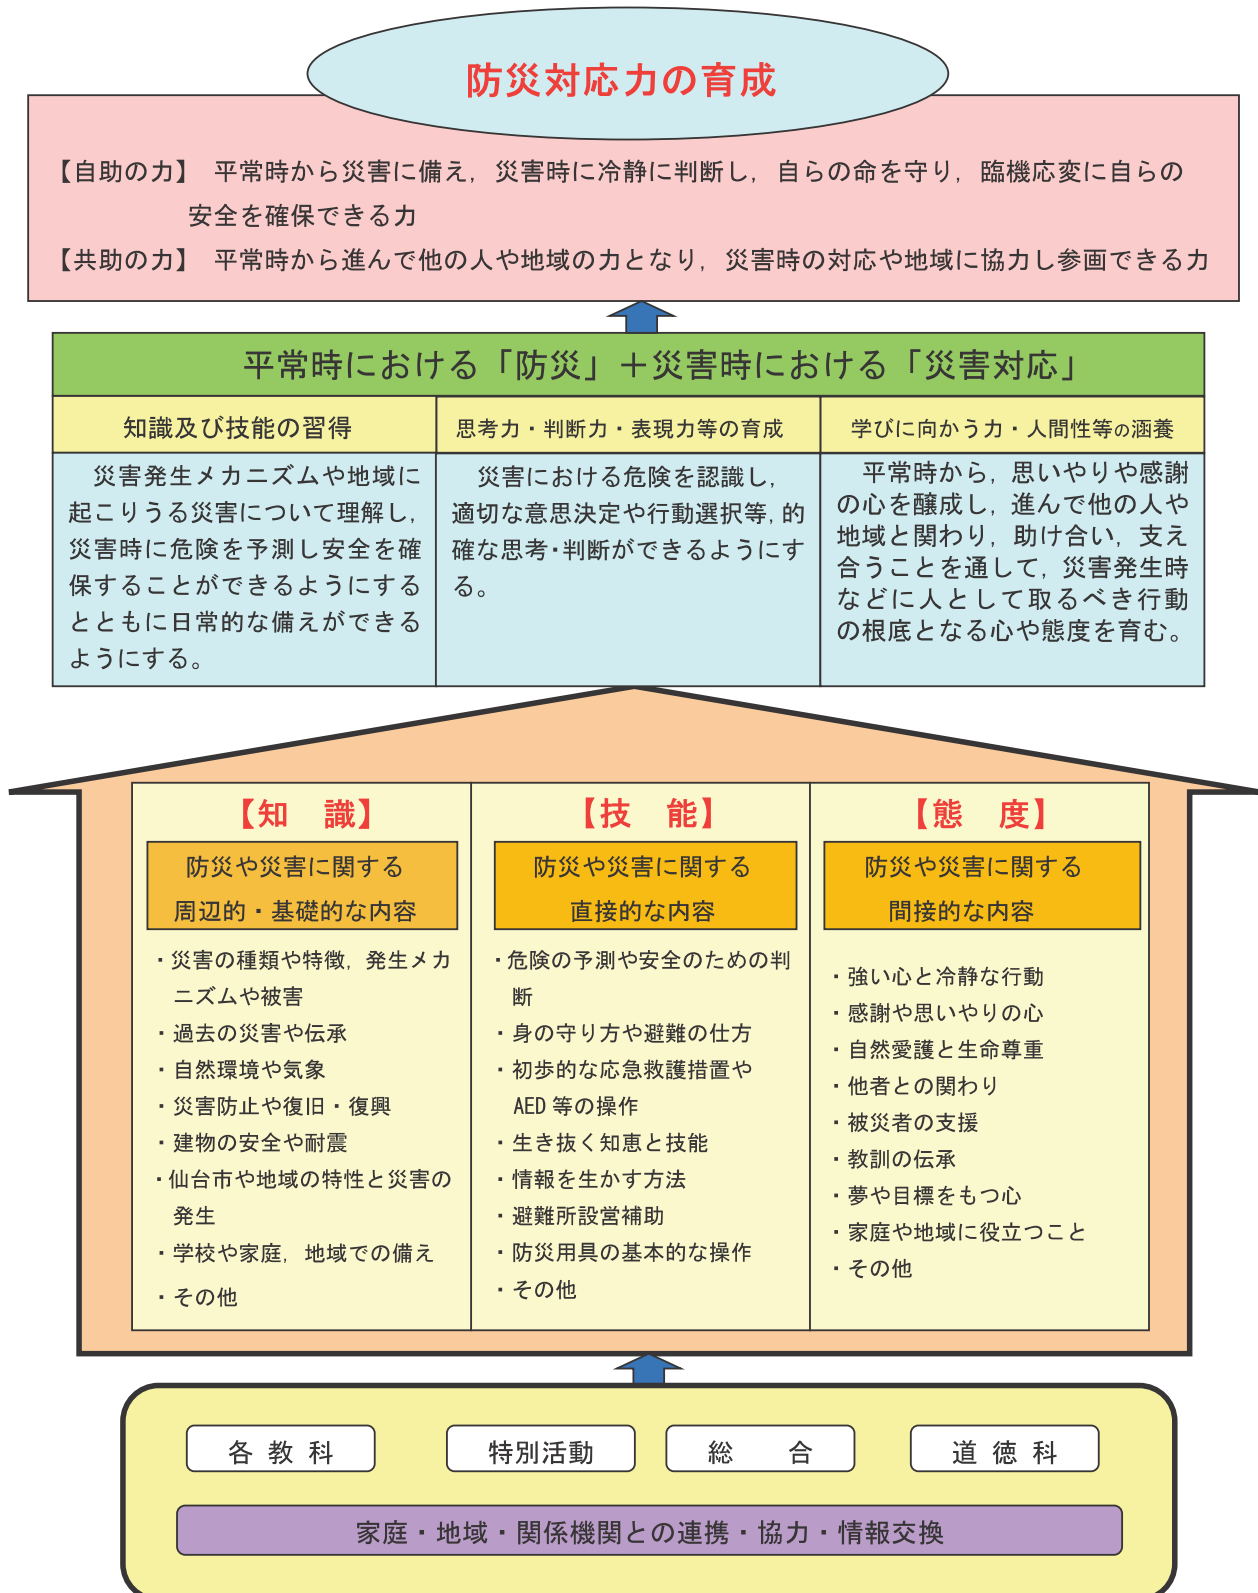 防災対応力の育成
【自助の力】　平常時から災害に備え，災害時に冷静に判断し，自らの命を守り，臨機応変に自らの
安全を確保できる力
【共助の力】　平常時から進んで他の人や地域の力となり，災害時の対応や地域に協力し参画できる力
平常時における「防災」＋災害時における「災害対応」
知識及び技能の習得
災害発生メカニズムや地域に
起こりうる災害について理解し，
災害時に危険を予測し安全を確
保することができるようにする
とともに日常的な備えができる
ようにする。
思考力・判断力・表現力等の育成
災害における危険を認識し，
適切な意思決定や行動選択等，的
確な思考・判断ができるようにす
る。
学びに向かう力・人間性等の涵養
平常時から，思いやりや感謝
の心を醸成し，進んで他の人や
地域と関わり，助け合い，支え
合うことを通して，災害発生時
などに人として取るべき行動
の根底となる心や態度を育む。
【知　識】
防災や災害に関する
周辺的・基礎的な内容
・災害の種類や特徴，発生メカ
ニズムや被害
・過去の災害や伝承
・自然環境や気象
・災害防止や復旧・復興
・建物の安全や耐震
・仙台市や地域の特性と災害の
発生
・学校や家庭，地域での備え
・その他
【技　能】
防災や災害に関する
直接的な内容
・危険の予測や安全のための判
断
・身の守り方や避難の仕方
・初歩的な応急救護措置や
AED 等の操作
・生き抜く知恵と技能
・情報を生かす方法
・避難所設営補助
・防災用具の基本的な操作
・その他
【態　度】
防災や災害に関する
間接的な内容
・強い心と冷静な行動
・感謝や思いやりの心
・自然愛護と生命尊重
・他者との関わり
・被災者の支援
・教訓の伝承
・夢や目標をもつ心
・家庭や地域に役立つこと
・その他
各 教 科
特別活動
総　　合
道 徳 科
家庭・地域・関係機関との連携・協力・情報交換